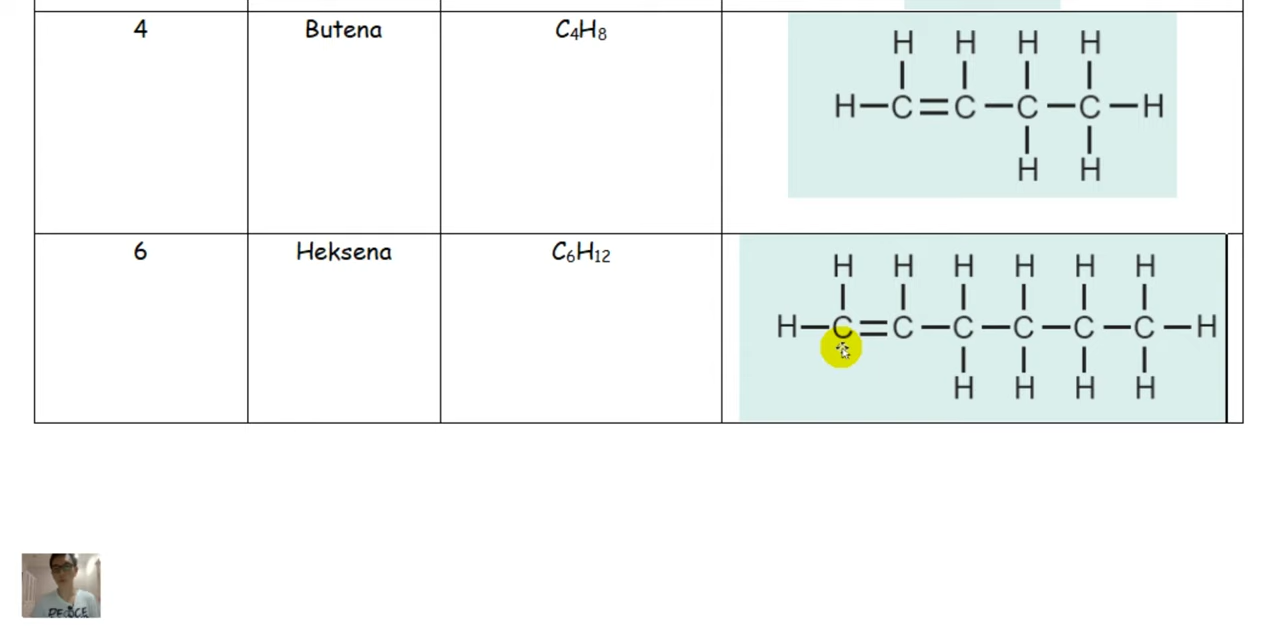 4 Butena C₄H₈
H H H H
H—C=C—C—C—H
H H
6 Heksena C₆H₁₂
H H H H H H
H—C=C—C—C—C—C—H
H H H H